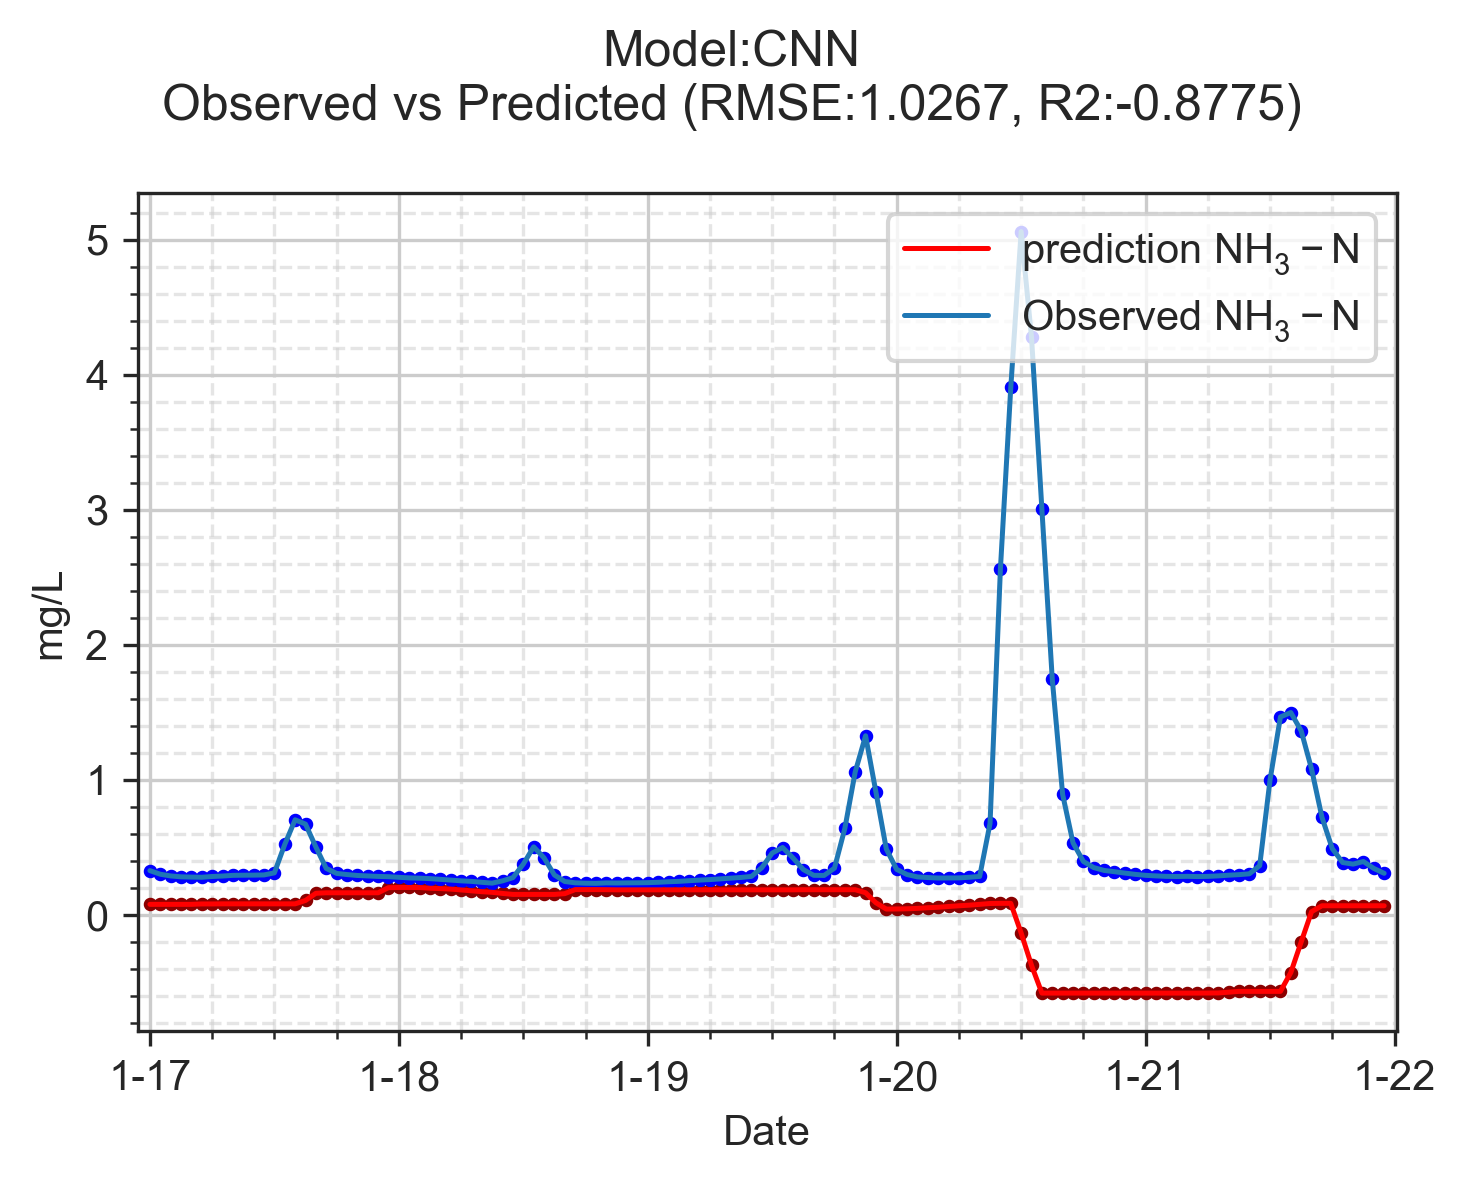 Model:CNN
Observed vs Predicted (RMSE:1.0267, R2:-0.8775)
prediction NH₃ − N
Observed NH₃ − N
5
4
3
2
1
0
mg/L
1-17 1-18 1-19 1-20 1-21 1-22
Date